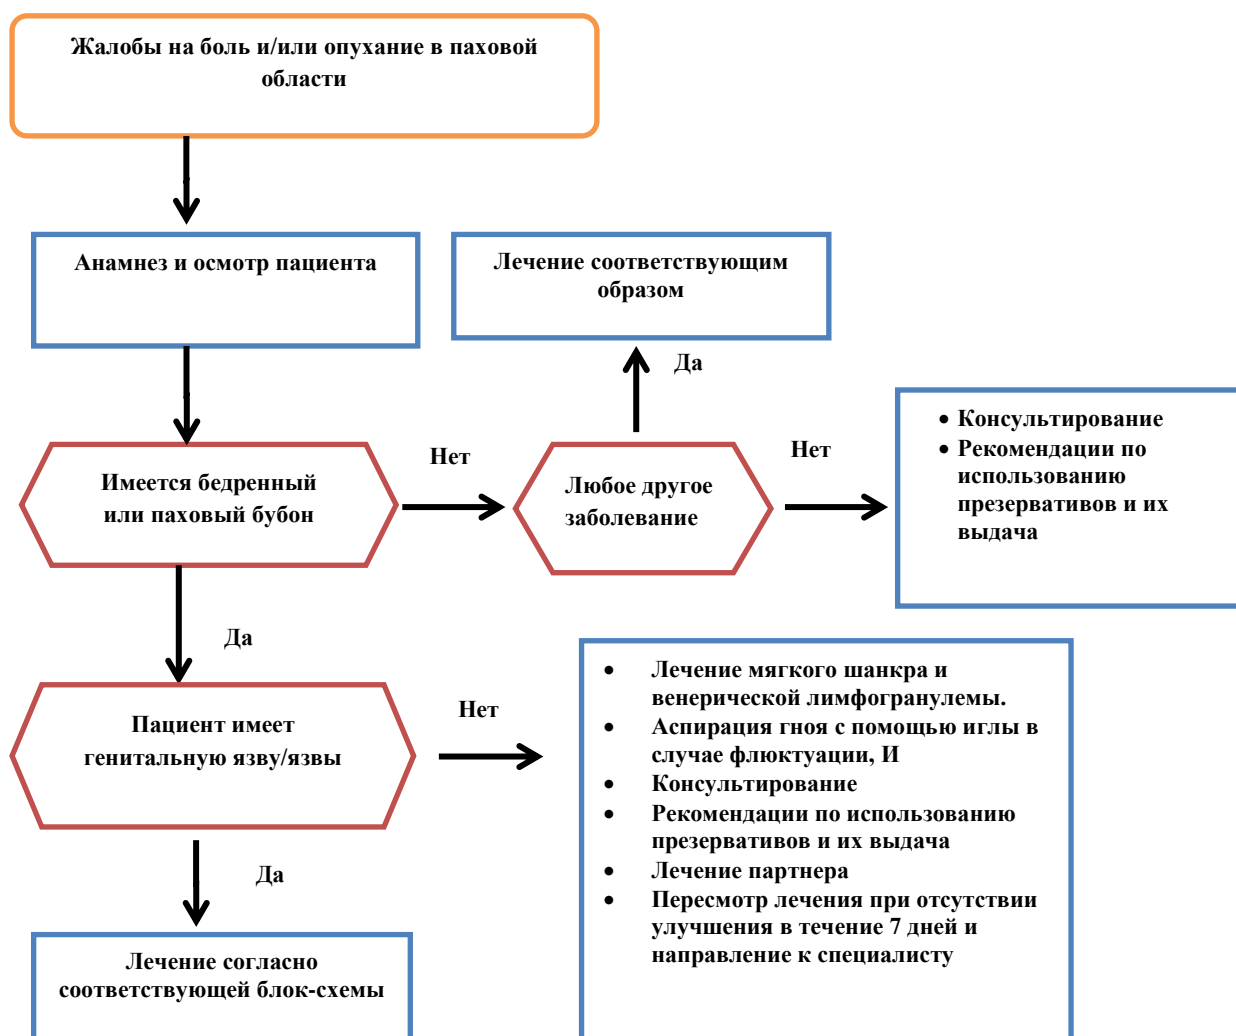 Жалобы на боль и/или опухание в паховой
области
Анамнез и осмотр пациента
Лечение соответствующим
образом
Да
• Консультирование
• Рекомендации по
использованию
презервативов и их
выдача
Имеется бедренный
или паховый бубон
Нет
Любое другое
заболевание
Нет
Да
Пациент имеет
генитальную язву/язвы
Нет
• Лечение мягкого шанкра и
венерической лимфогранулемы.
• Аспирация гноя с помощью иглы в
случае флюктуации, И
• Консультирование
• Рекомендации по использованию
презервативов и их выдача
• Лечение партнера
• Пересмотр лечения при отсутствии
улучшения в течение 7 дней и
направление к специалисту
Да
Лечение согласно
соответствующей блок-схемы